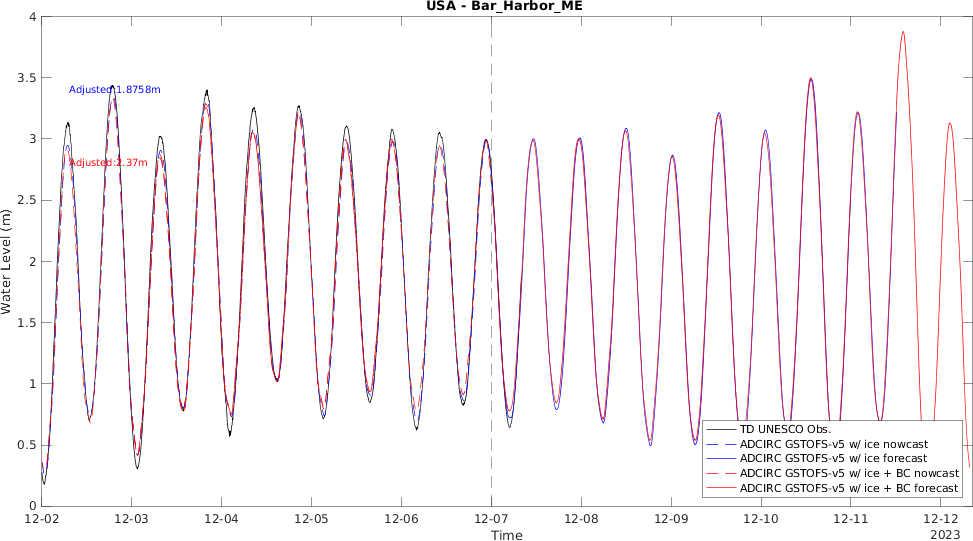 USA - Bar_Harbor_ME
4
3.5
3
2.5
2
1.5
1
0.5
0
Water Level (m)
Adjusted:1.8758m
Adjusted:2.37m
TD UNESCO Obs.
ADCIRC GSTOFS-v5 w/ ice nowcast
ADCIRC GSTOFS-v5 w/ ice forecast
ADCIRC GSTOFS-v5 w/ ice + BC nowcast
ADCIRC GSTOFS-v5 w/ ice + BC forecast
12-02 12-03 12-04 12-05 12-06 12-07 12-08 12-09 12-10 12-11 12-12
2023
Time